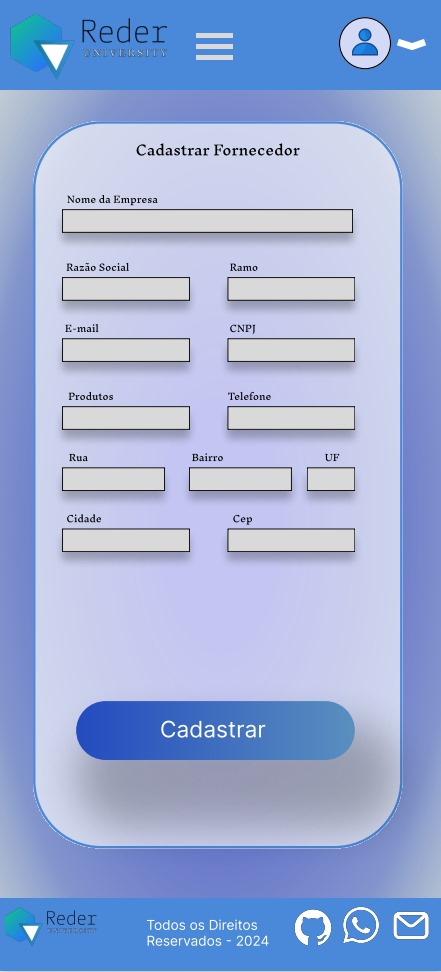 Reder
UNIVERSITY
Cadastrar Fornecedor
Nome da Empresa
Razão Social
Ramo
E-mail
CNPJ
Produtos
Telefone
Rua
Bairro
UF
Cidade
Cep
Cadastrar
Reder
UNIVERSITY
Todos os Direitos
Reservados - 2024